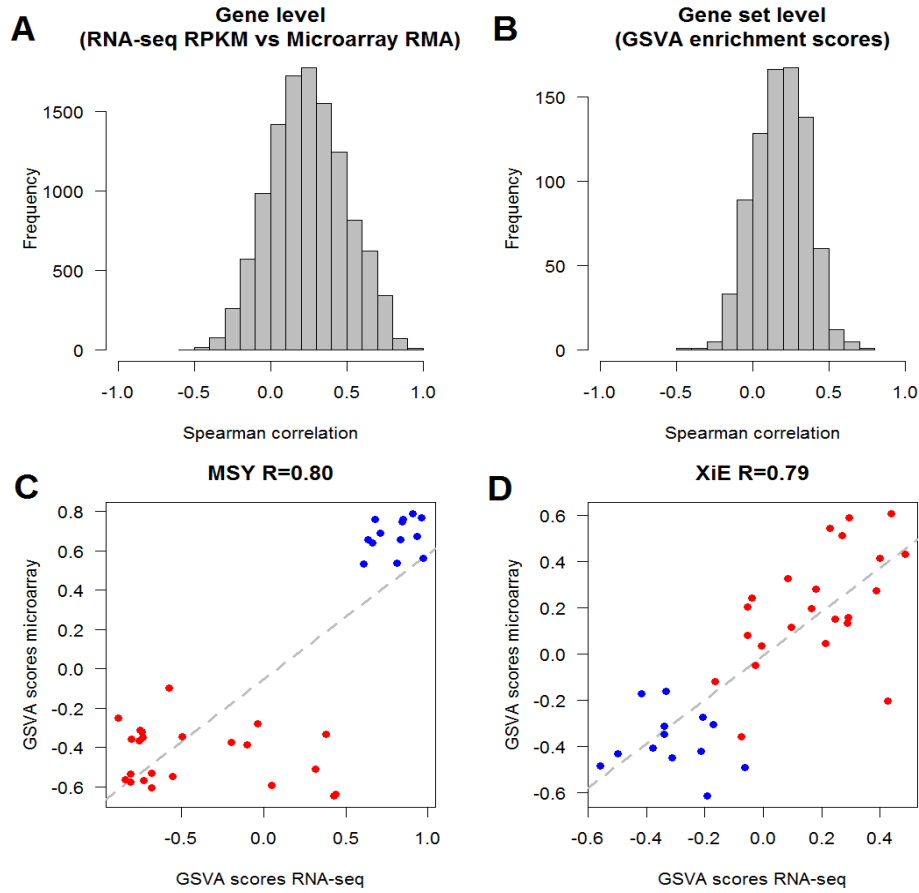 A
Gene level
(RNA-seq RPKM vs Microarray RMA)
Frequency
1500
1000
500
0
-1.0 -0.5 0.0 0.5 1.0
Spearman correlation
B
Gene set level
(GSVA enrichment scores)
Frequency
150
100
50
0
-1.0 -0.5 0.0 0.5 1.0
Spearman correlation
C
MSY R=0.80
GSVA scores microarray
0.8
0.6
0.4
0.2
0.0
-0.2
-0.4
-0.6
-0.5 0.0 0.5 1.0
GSVA scores RNA-seq
D
XiE R=0.79
GSVA scores microarray
0.6
0.4
0.2
0.0
-0.2
-0.4
-0.6
-0.6 -0.4 -0.2 0.0 0.2 0.4
GSVA scores RNA-seq